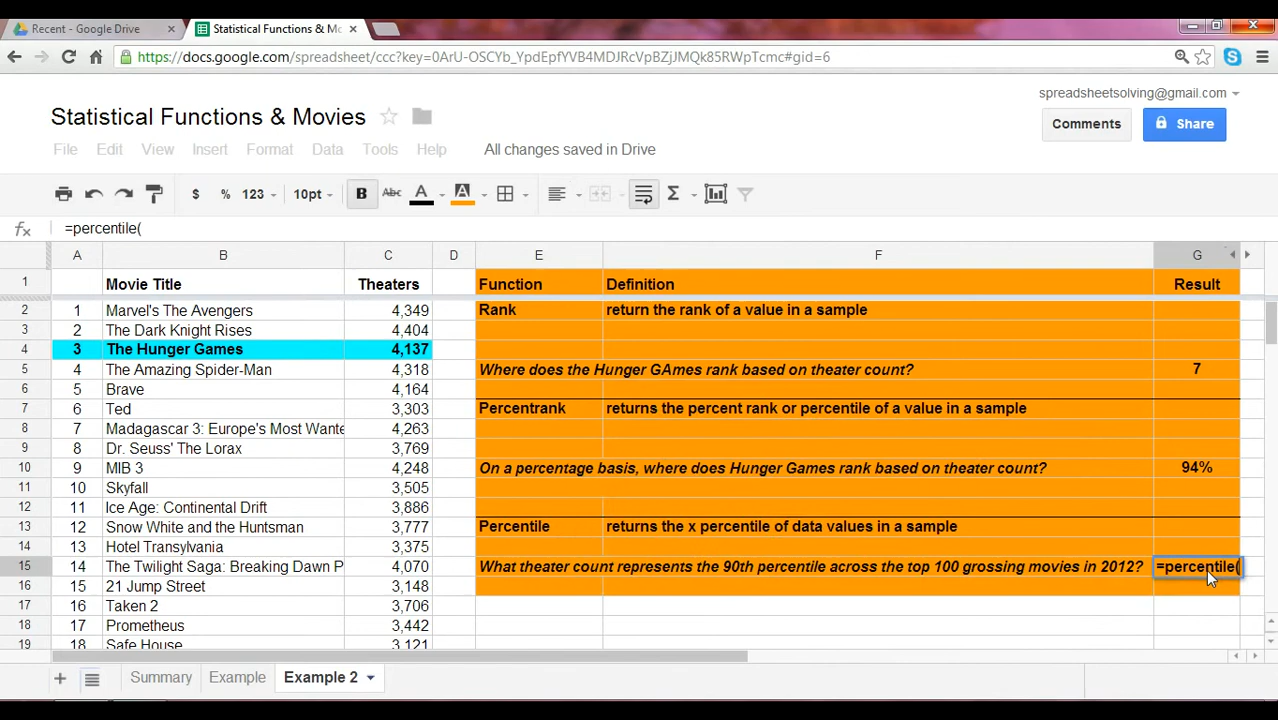 Recent - Google Drive
Statistical Functions & Mo
https://docs.google.com/spreadsheet/ccc?key=0ArU-OSCYb_YpdEpfYVB4MDJRcVpBZjJMQk85RWpTcmc#gid=6
spreadsheetsolving@gmail.com
Statistical Functions & Movies
Comments
Share
File Edit View Insert Format Data Tools Help All changes saved in Drive
$ % 123 10pt B Abc A A Σ
fx =percentile(
A B C D E F G
1 Movie Title Theaters Function Definition Result
2 1 Marvel's The Avengers 4,349 Rank return the rank of a value in a sample
3 2 The Dark Knight Rises 4,404
4 3 The Hunger Games 4,137
5 4 The Amazing Spider-Man 4,318 Where does the Hunger GAmes rank based on theater count? 7
6 5 Brave 4,164
7 6 Ted 3,303 Percentrank returns the percent rank or percentile of a value in a sample
8 7 Madagascar 3: Europe's Most Wante 4,263
9 8 Dr. Seuss' The Lorax 3,769
10 9 MIB 3 4,248 On a percentage basis, where does Hunger Games rank based on theater count? 94%
11 10 Skyfall 3,505
12 11 Ice Age: Continental Drift 3,886
13 12 Snow White and the Huntsman 3,777 Percentile returns the x percentile of data values in a sample
14 13 Hotel Transylvania 3,375
15 14 The Twilight Saga: Breaking Dawn P 4,070 What theater count represents the 90th percentile across the top 100 grossing movies in 2012? =percentile(
16 15 21 Jump Street 3,148
17 16 Taken 2 3,706
18 17 Prometheus 3,442
19 18 Safe House 3,121
Summary Example Example 2